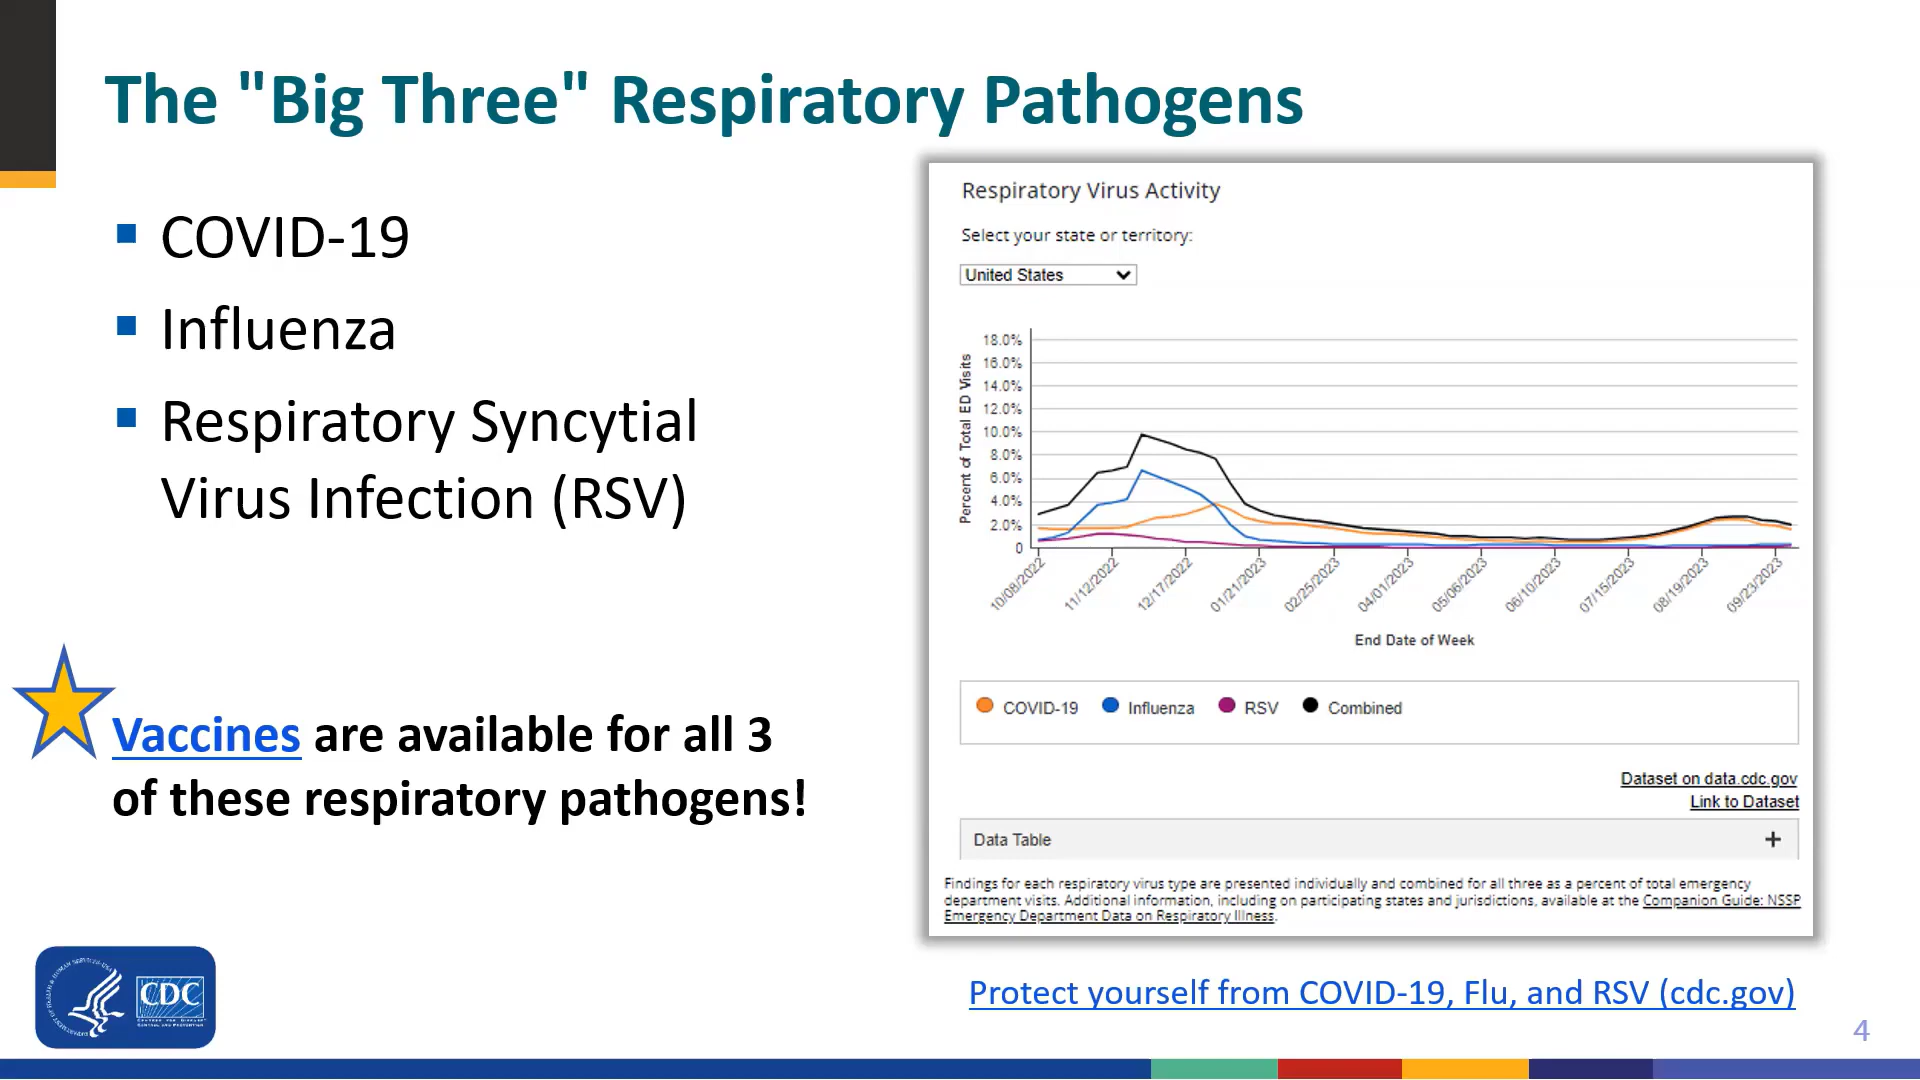 The "Big Three" Respiratory Pathogens
COVID-19
Influenza
Respiratory Syncytial
Virus Infection (RSV)
Vaccines are available for all 3
of these respiratory pathogens!
Respiratory Virus Activity
Select your state or territory:
United States
Percent of Total ED Visits
18.0%
16.0%
14.0%
12.0%
10.0%
8.0%
6.0%
4.0%
2.0%
0
10/08/2022
11/12/2022
12/17/2022
01/21/2023
02/25/2023
04/01/2023
05/06/2023
06/10/2023
07/15/2023
08/19/2023
09/23/2023
End Date of Week
COVID-19 Influenza RSV Combined
Dataset on data.cdc.gov
Link to Dataset
Data Table +
Findings for each respiratory virus type are presented individually and combined for all three as a percent of total emergency
department visits. Additional information, including on participating states and jurisdictions, available at the Companion Guide: NSSP
Emergency Department Data on Respiratory Illness.
Protect yourself from COVID-19, Flu, and RSV (cdc.gov)
CDC
4